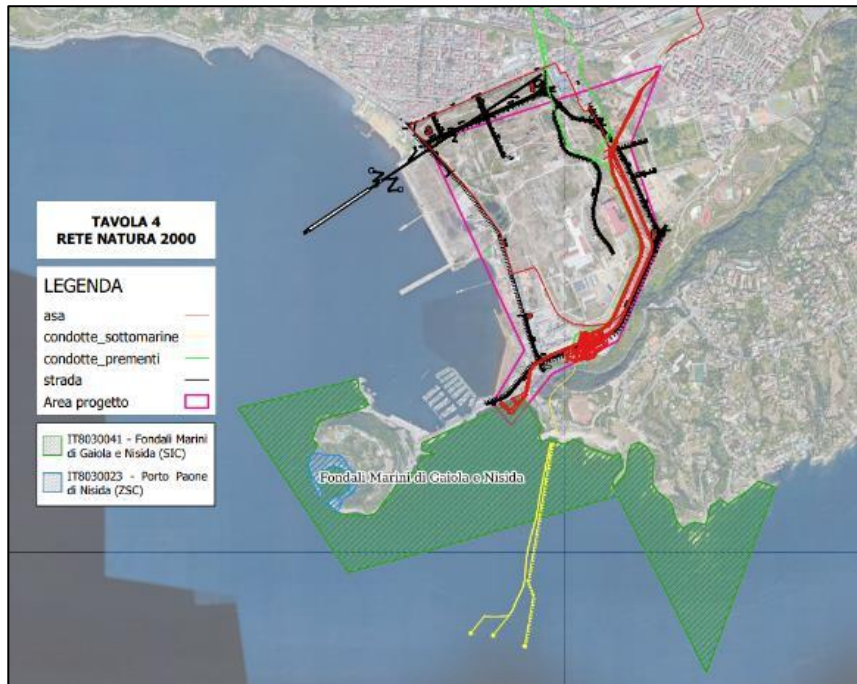 TAVOLA 4
RETE NATURA 2000
LEGENDA
asa
condotte_sottomarine
condotte_prementi
strada
Area progetto
IT8030041 - Fondali Marini
di Gaiola e Nisida (SIC)
IT8030023 - Porto Paone
di Nisida (ZSC)
Fondali Marini di Gaiola e Nisida